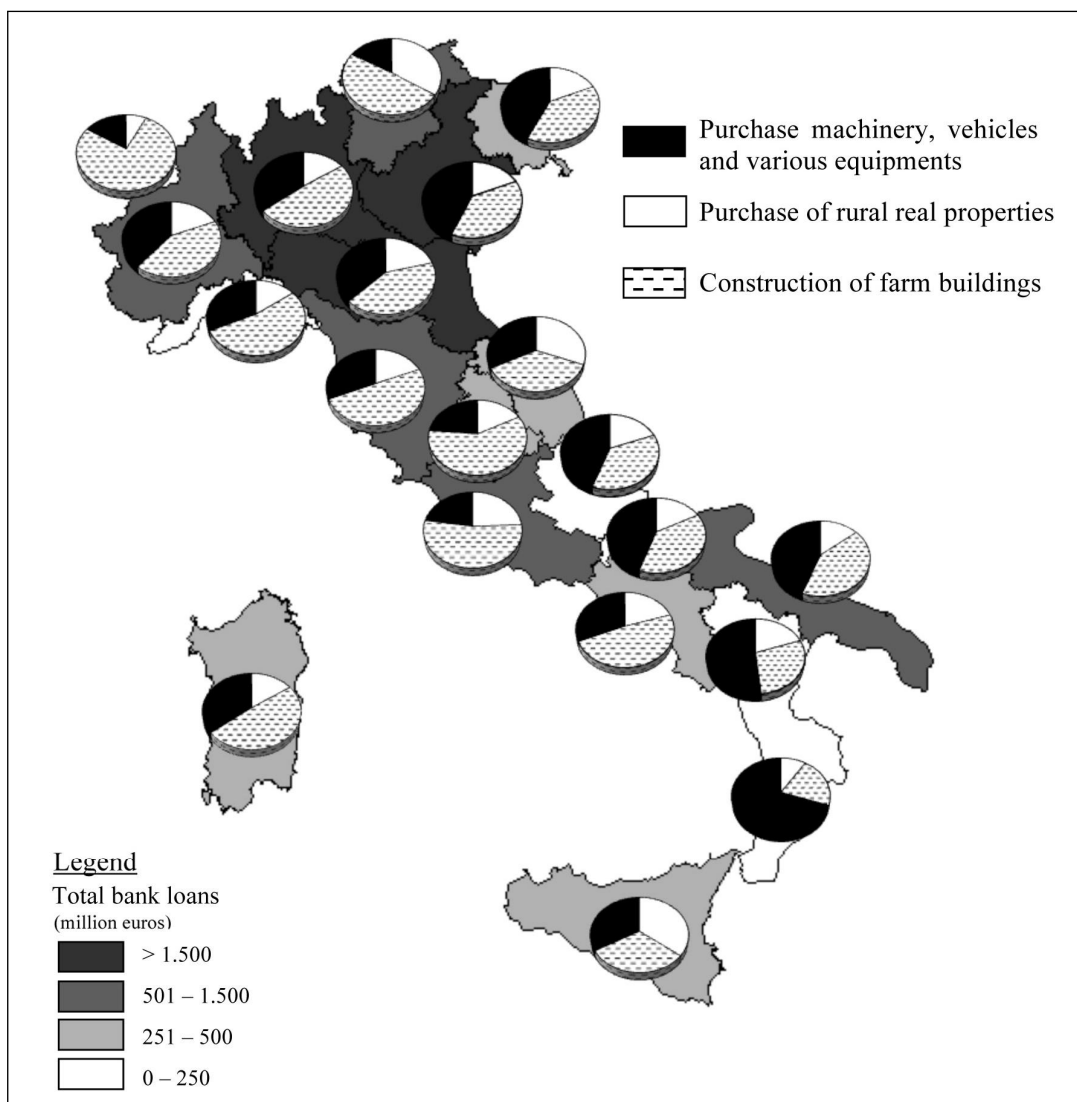 Purchase machinery, vehicles
and various equipments
Purchase of rural real properties
Construction of farm buildings
Legend
Total bank loans
(million euros)
> 1.500
501 – 1.500
251 – 500
0 – 250